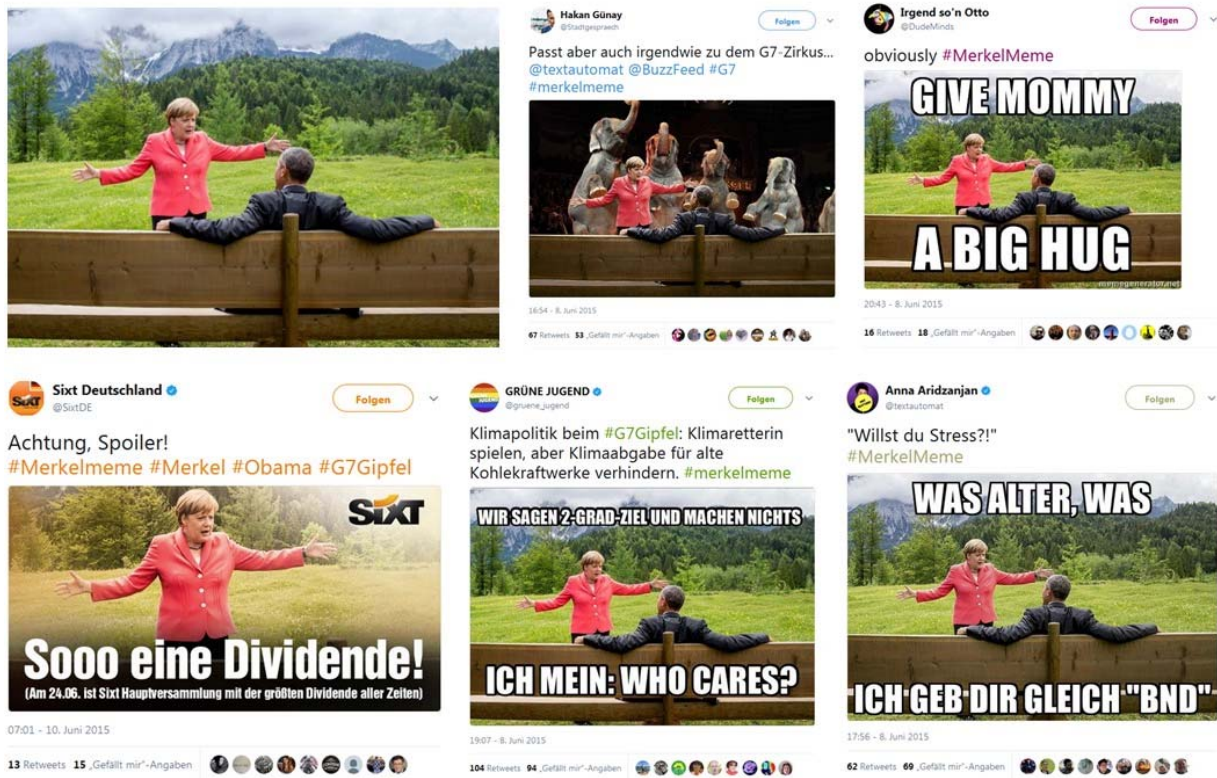 Hakan Günay
@Stadtgespraech
Folgen
Passt aber auch irgendwie zu dem G7-Zirkus...
@textautomat @BuzzFeed #G7
#merkelmeme
16:54 - 8. Juni 2015
67 Retweets 53 „Gefällt mir“-Angaben
Irgend so'n Otto
@DudeMinds
Folgen
obviously #MerkelMeme
GIVE MOMMY
A BIG HUG
memegenerator.net
20:43 - 8. Juni 2015
16 Retweets 18 „Gefällt mir“-Angaben
SIXT
Sixt Deutschland
@SixtDE
Folgen
Achtung, Spoiler!
#Merkelmeme #Merkel #Obama #G7Gipfel
SIXT
Sooo eine Dividende!
(Am 24.06. ist Sixt Hauptversammlung mit der größten Dividende aller Zeiten)
07:01 - 10. Juni 2015
13 Retweets 15 „Gefällt mir“-Angaben
GRÜNE JUGEND
@gruene_jugend
Folgen
Klimapolitik beim #G7Gipfel: Klimaretterin
spielen, aber Klimaabgabe für alte
Kohlekraftwerke verhindern. #merkelmeme
WIR SAGEN 2-GRAD-ZIEL UND MACHEN NICHTS
ICH MEIN: WHO CARES?
19:07 - 8. Juni 2015
104 Retweets 94 „Gefällt mir“-Angaben
Anna Aridzanjan
@textautomat
Folgen
"Willst du Stress?!"
#MerkelMeme
WAS ALTER, WAS
ICH GEB DIR GLEICH "BND"
17:56 - 8. Juni 2015
62 Retweets 69 „Gefällt mir“-Angaben